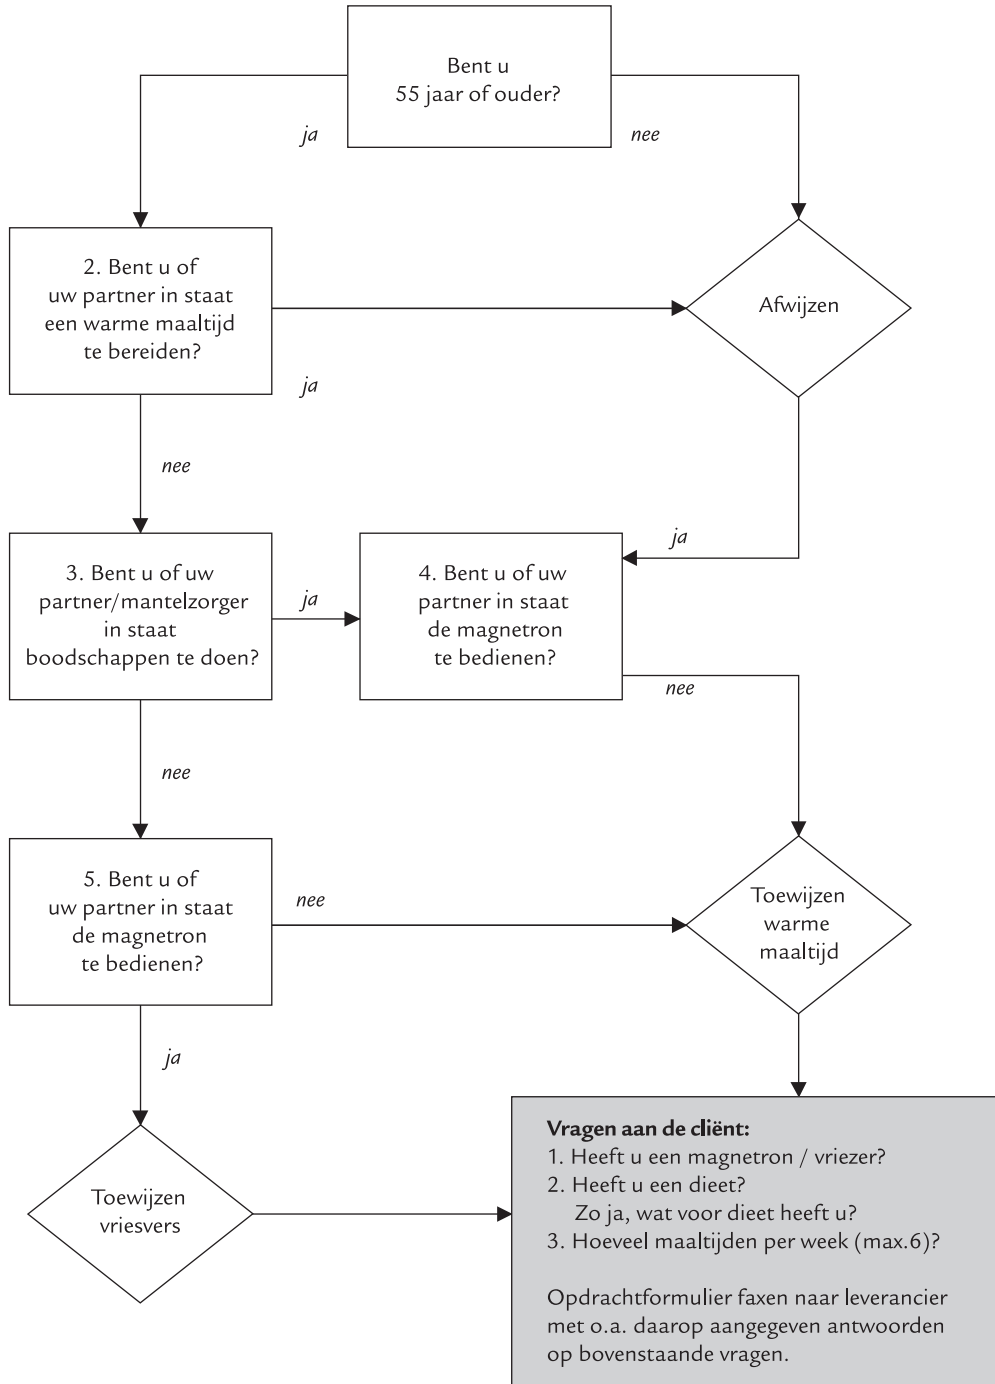 Bent u
55 jaar of ouder?
ja
nee
2. Bent u of
uw partner in staat
een warme maaltijd
te bereiden?
Afwijzen
ja
nee
3. Bent u of uw
partner/mantelzorger
in staat
boodschappen te doen?
ja
4. Bent u of uw
partner in staat
de magnetron
te bedienen?
ja
nee
nee
5. Bent u of
uw partner in staat
de magnetron
te bedienen?
nee
Toewijzen
warme
maaltijd
ja
Toewijzen
vriesvers
Vragen aan de cliënt:
1. Heeft u een magnetron / vriezer?
2. Heeft u een dieet?
Zo ja, wat voor dieet heeft u?
3. Hoeveel maaltijden per week (max.6)?
Opdrachtformulier faxen naar leverancier
met o.a. daarop aangegeven antwoorden
op bovenstaande vragen.